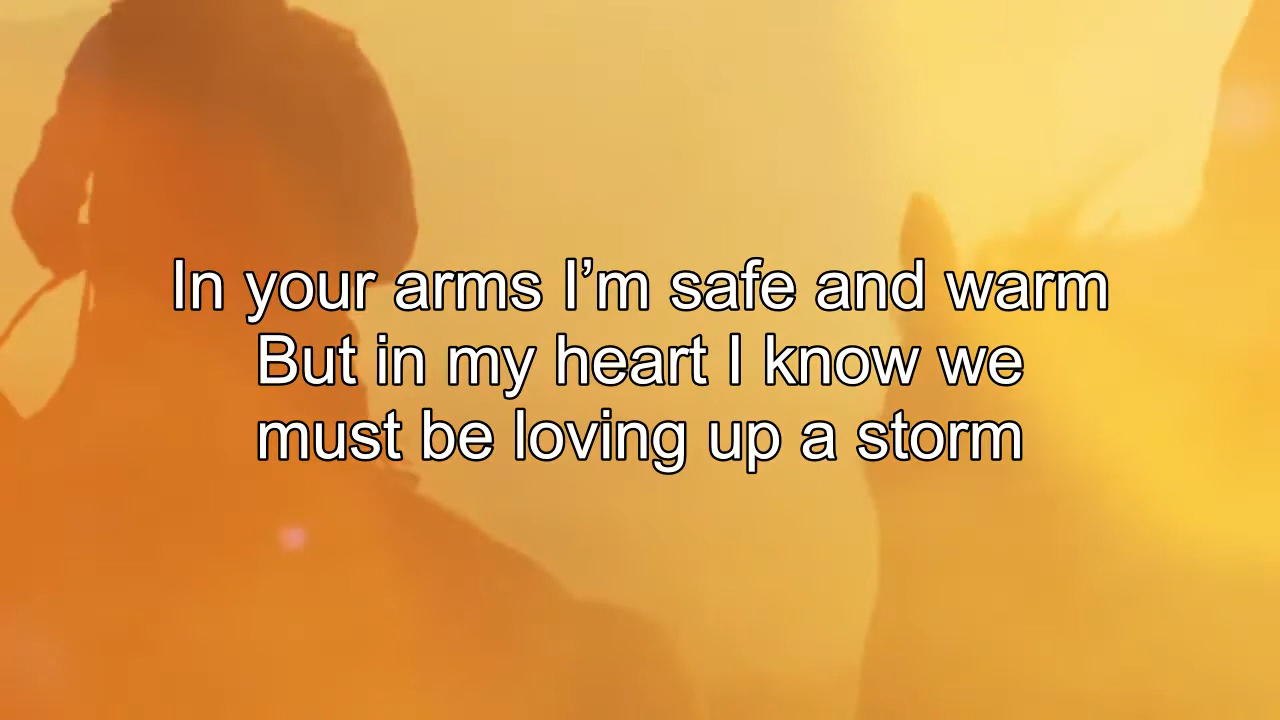 In your arms I’m safe and warm
But in my heart I know we
must be loving up a storm